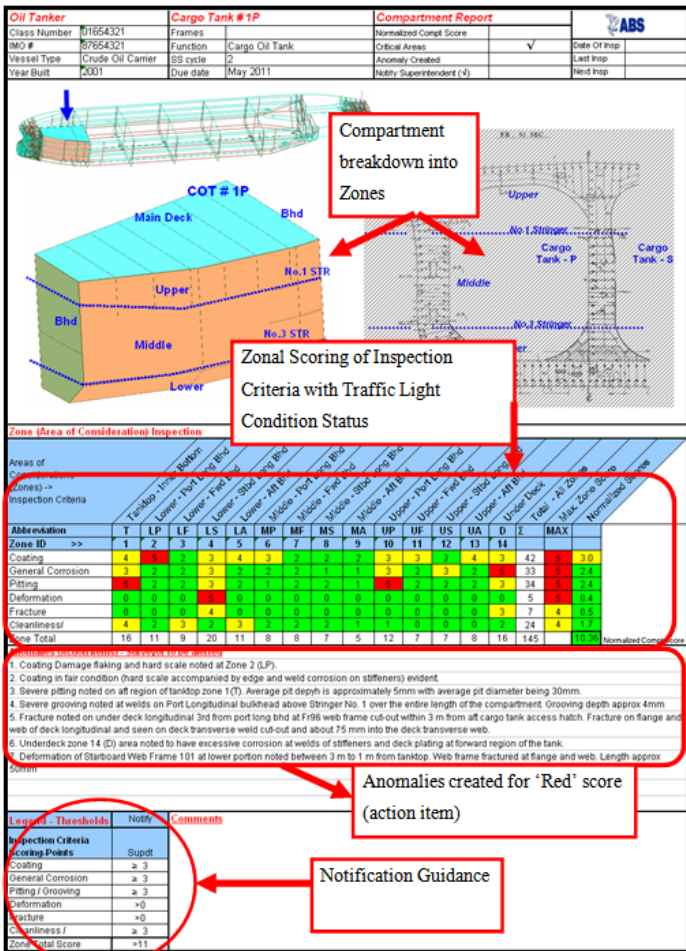 Oil Tanker Cargo Tank #1P Compartment Report ABS
Class Number 01654321 Frames Normalized Compt Score
IMO # 87654321 Function Cargo Oil Tank Critical Areas √ Date Of Insp
Vessel Type Crude Oil Carrier SS cycle 2 Anomaly Created Last Insp
Year Built 2001 Due date May 2011 Notify Superintendent (√) Next Insp
Compartment
breakdown into
Zones
FR. 91 SEC.
COT # 1P
Main Deck
Bhd
Upper
No.1 STR
Bhd
Middle
No.3 STR
Lower
Upper
No.1 Stringer
Cargo
Tank - P
Cargo
Tank - S
Middle
No.3 Stringer
Zonal Scoring of Inspection
Criteria with Traffic Light
Condition Status
Zone (Area of Consideration) Inspection
Areas of
(Zones) ->
Inspection Criteria
Tanktop - Inner Bottom
Lower - Port Long Bhd
Lower - Fwd Bhd
Lower - Stbd Long Bhd
Lower - Aft Bhd
Middle - Port Long Bhd
Middle - Fwd Bhd
Middle - Stbd Long Bhd
Middle - Aft Bhd
Upper - Port Long Bhd
Upper - Fwd Bhd
Upper - Stbd Long Bhd
Upper - Aft Bhd
Under Deck
Total - All Zones
Max Zone Score
Normalized Scores
Abbreviation T LP LF LS LA MP MF MS MA UP UF US UA D Σ MAX
Zone ID >> 1 2 3 4 5 6 7 8 9 10 11 12 13 14
Coating 4 5 2 3 4 3 2 2 2 3 3 2 4 3 42 5 3.0
General Corrosion 3 2 2 3 2 2 2 1 1 3 2 3 2 5 33 5 2.4
Pitting 5 2 2 3 2 1 2 2 1 5 2 2 2 3 34 5 2.4
Deformation 0 0 0 5 0 0 0 0 0 0 0 0 0 0 5 5 0.4
Fracture 0 0 0 4 0 0 0 0 0 0 0 0 0 3 7 4 0.5
Cleanliness/ 4 2 3 2 3 2 2 2 1 1 0 0 0 2 24 4 1.7
Zone Total 16 11 9 20 11 8 8 7 5 12 7 7 8 16 145 10.36 Normalized Compt Score
1. Coating Damage flaking and hard scale noted at Zone 2 (LP).
2. Coating in fair condition (hard scale accompanied by edge and weld corrosion on stiffeners) evident.
3. Severe pitting noted on aft region of tanktop zone 1(T). Average pit depyh is approximately 5mm with average pit diameter being 30mm.
4. Severe grooving noted at welds on Port Longitudinal bulkhead above Stringer No. 1 over the entire length of the compartment. Grooving depth approx 4mm
5. Fracture noted on under deck longitudinal 3rd from port long bhd at Fr96 web frame cut-out within 3 m from aft cargo tank access hatch. Fracture on flange and
web of deck longitudinal and seen on deck transverse weld cut-out and about 75 mm into the deck transverse web.
6. Underdeck zone 14 (D) area noted to have excessive corrosion at welds of stiffeners and deck plating at forward region of the tank.
7. Deformation of Starboard Web Frame 101 at lower portion noted between 3 m to 1 m from tanktop. Web frame fractured at flange and web. Length approx
50mm
Anomalies created for ‘Red’ score
(action item)
Legend - Thresholds Notify Comments
Inspection Criteria
Scoring-Points Supdt
Coating ≥ 3
General Corrosion ≥ 3
Pitting / Grooving ≥ 3
Deformation >0
Fracture >0
Cleanliness / ≥ 3
Zone Total Score >11
Notification Guidance